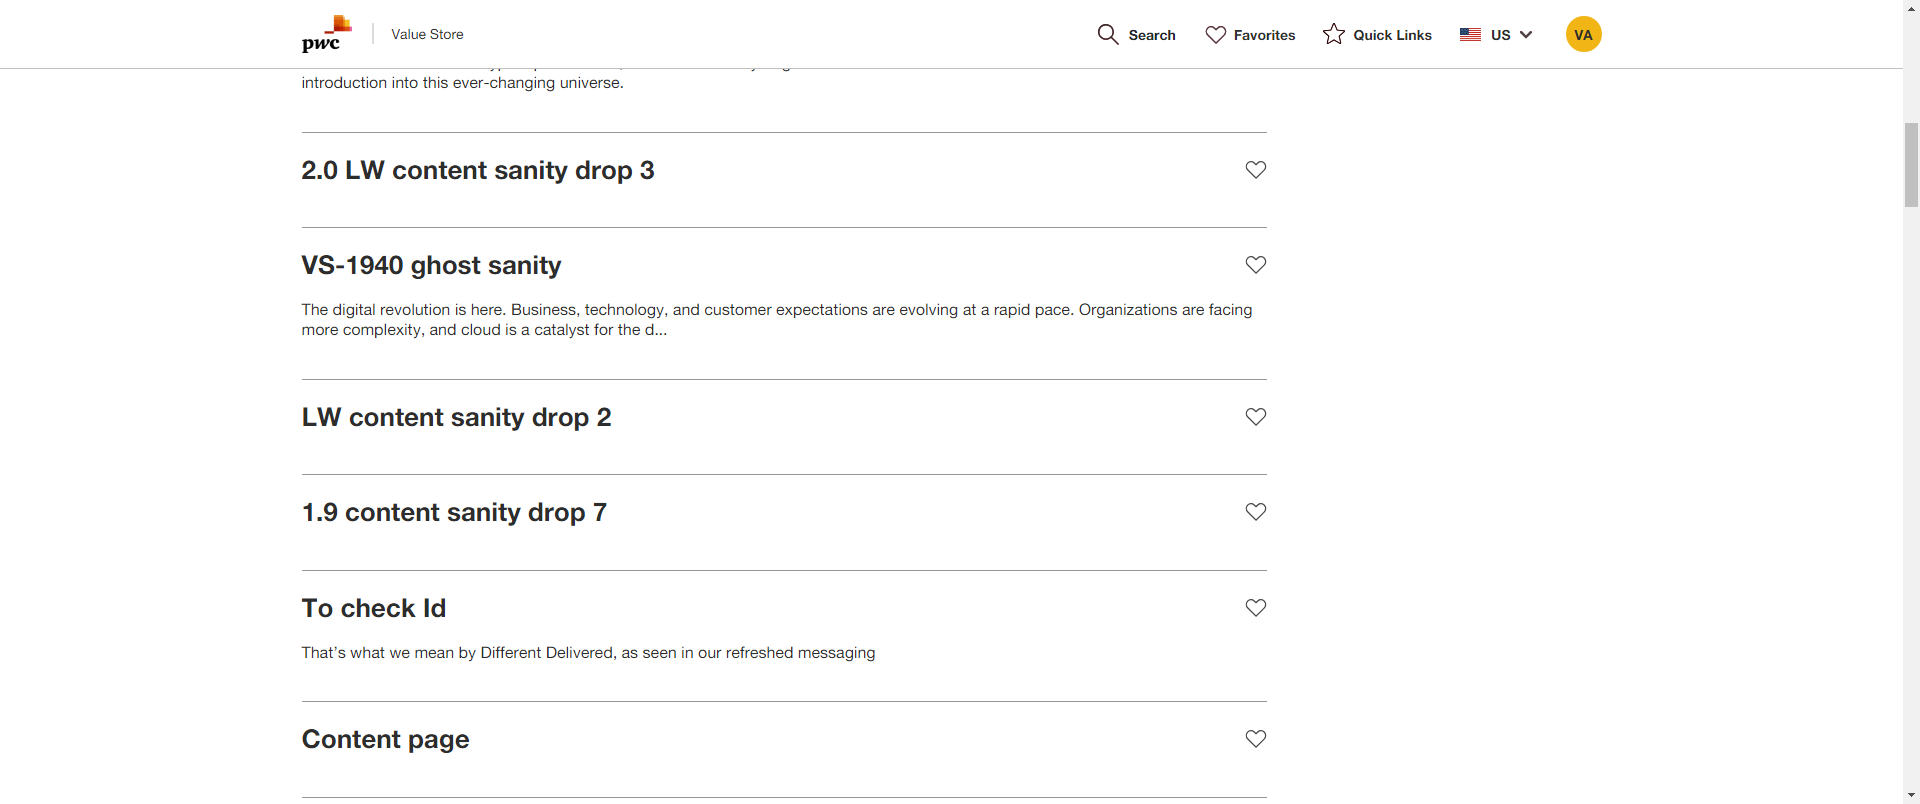 pwc
Value Store
Search
Favorites
Quick Links
US
VA
introduction into this ever-changing universe.
2.0 LW content sanity drop 3
VS-1940 ghost sanity
The digital revolution is here. Business, technology, and customer expectations are evolving at a rapid pace. Organizations are facing
more complexity, and cloud is a catalyst for the d...
LW content sanity drop 2
1.9 content sanity drop 7
To check Id
That's what we mean by Different Delivered, as seen in our refreshed messaging
Content page